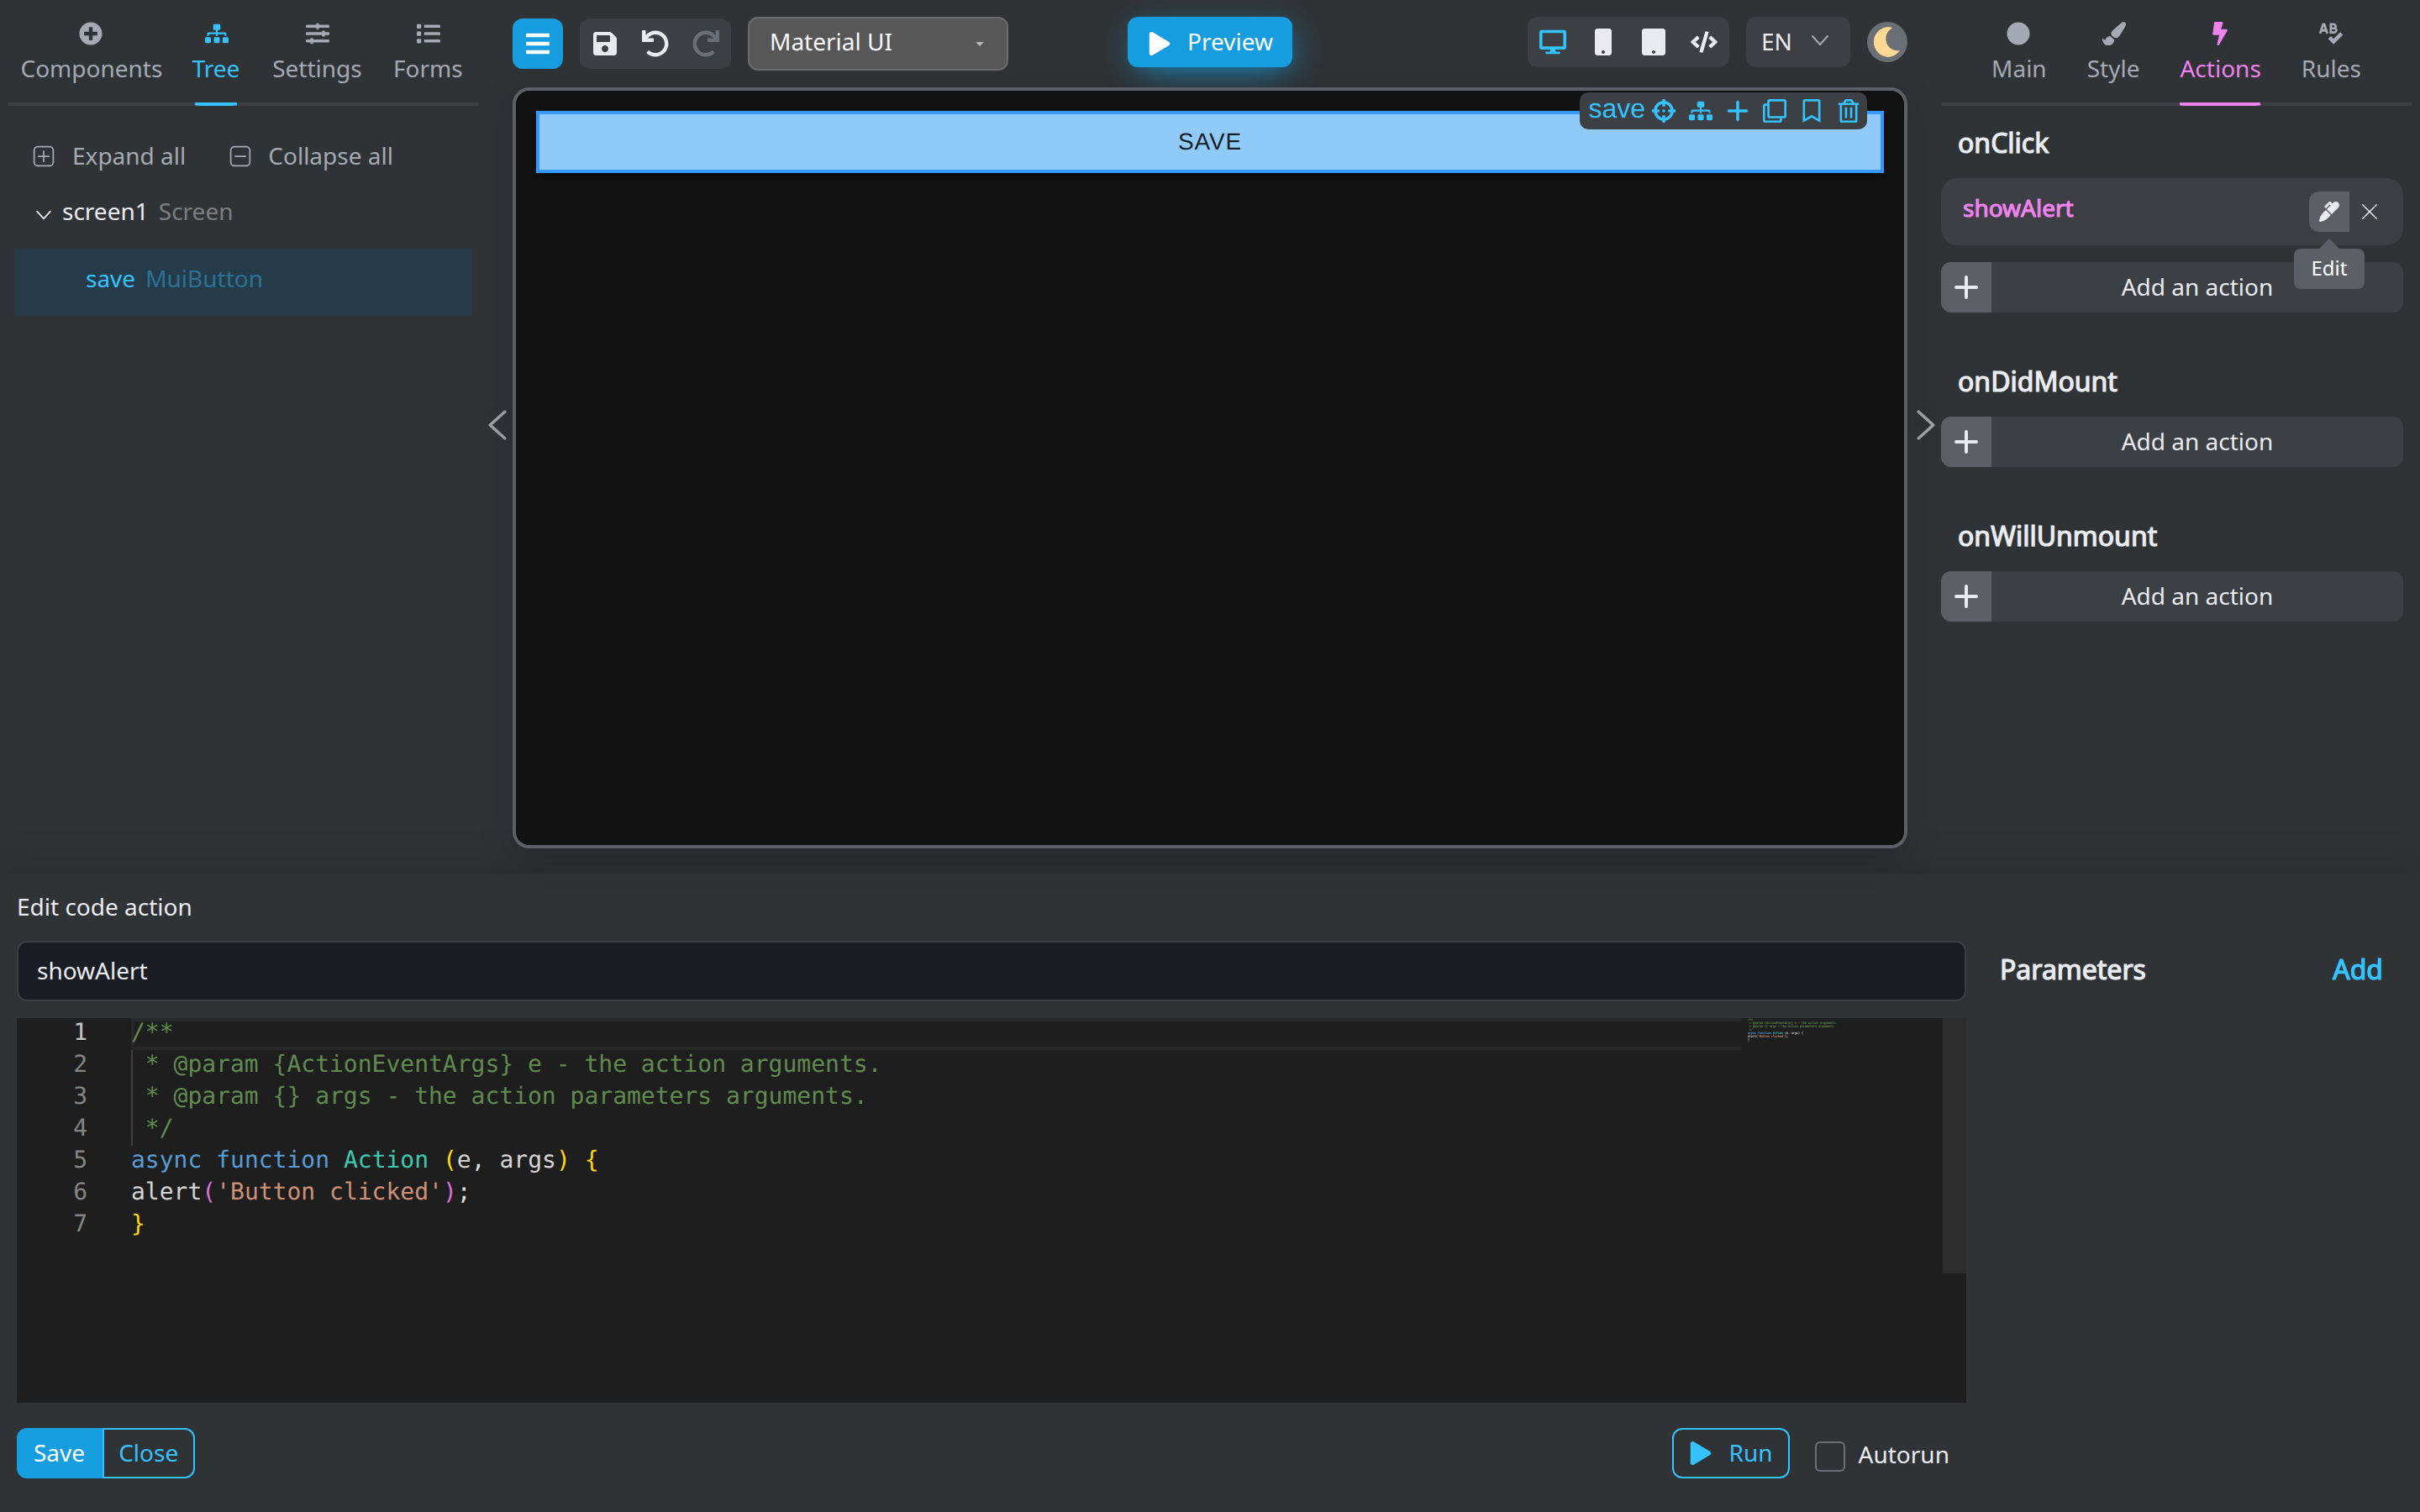 Components
Tree
Settings
Forms
Material UI
Preview
EN
Main
Style
Actions
AB
Rules
Expand all
Collapse all
screen1 Screen
save MuiButton
save
SAVE
onClick
showAlert
Edit
Add an action
onDidMount
Add an action
onWillUnmount
Add an action
Edit code action
showAlert
Parameters
Add
1 /**
2  * @param {ActionEventArgs} e - the action arguments.
3  * @param {} args - the action parameters arguments.
4  */
5 async function Action (e, args) {
6 alert('Button clicked');
7 }
Save
Close
Run
Autorun